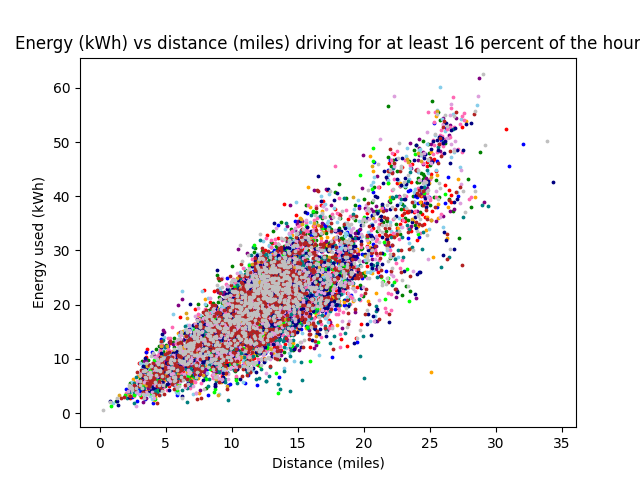 Energy (kWh) vs distance (miles) driving for at least 16 percent of the hour
60
50
40
30
20
10
0
Energy used (kWh)
0 5 10 15 20 25 30 35
Distance (miles)